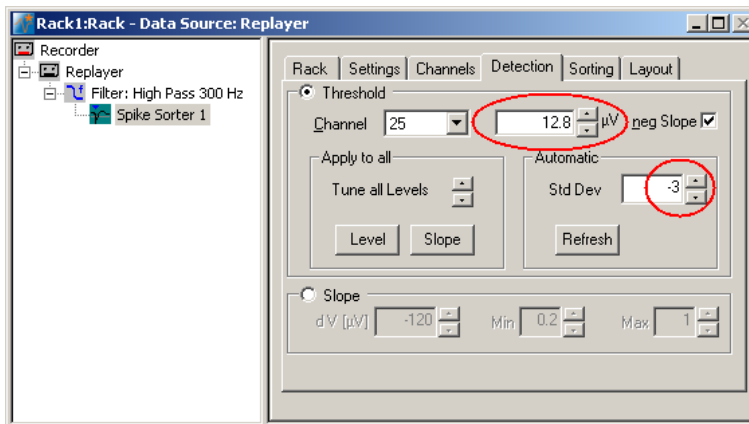 Rack1:Rack - Data Source: Replayer
Recorder
Replayer
Filter: High Pass 300 Hz
Spike Sorter 1
Rack Settings Channels Detection Sorting Layout
Threshold
Channel 25 12.8 µV neg Slope
Apply to all
Tune all Levels
Level Slope
Automatic
Std Dev -3
Refresh
Slope
dV [µV] -120 Min 0.2 Max 1